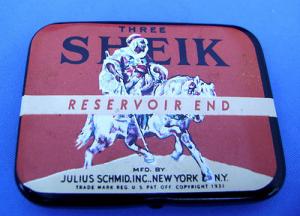 THREE
SHEIK
RESERVOIR END
MFD. BY
JULIUS SCHMID, INC., NEW YORK, N.Y.
TRADE MARK REG. U.S. PAT. OFF. COPYRIGHT 1931